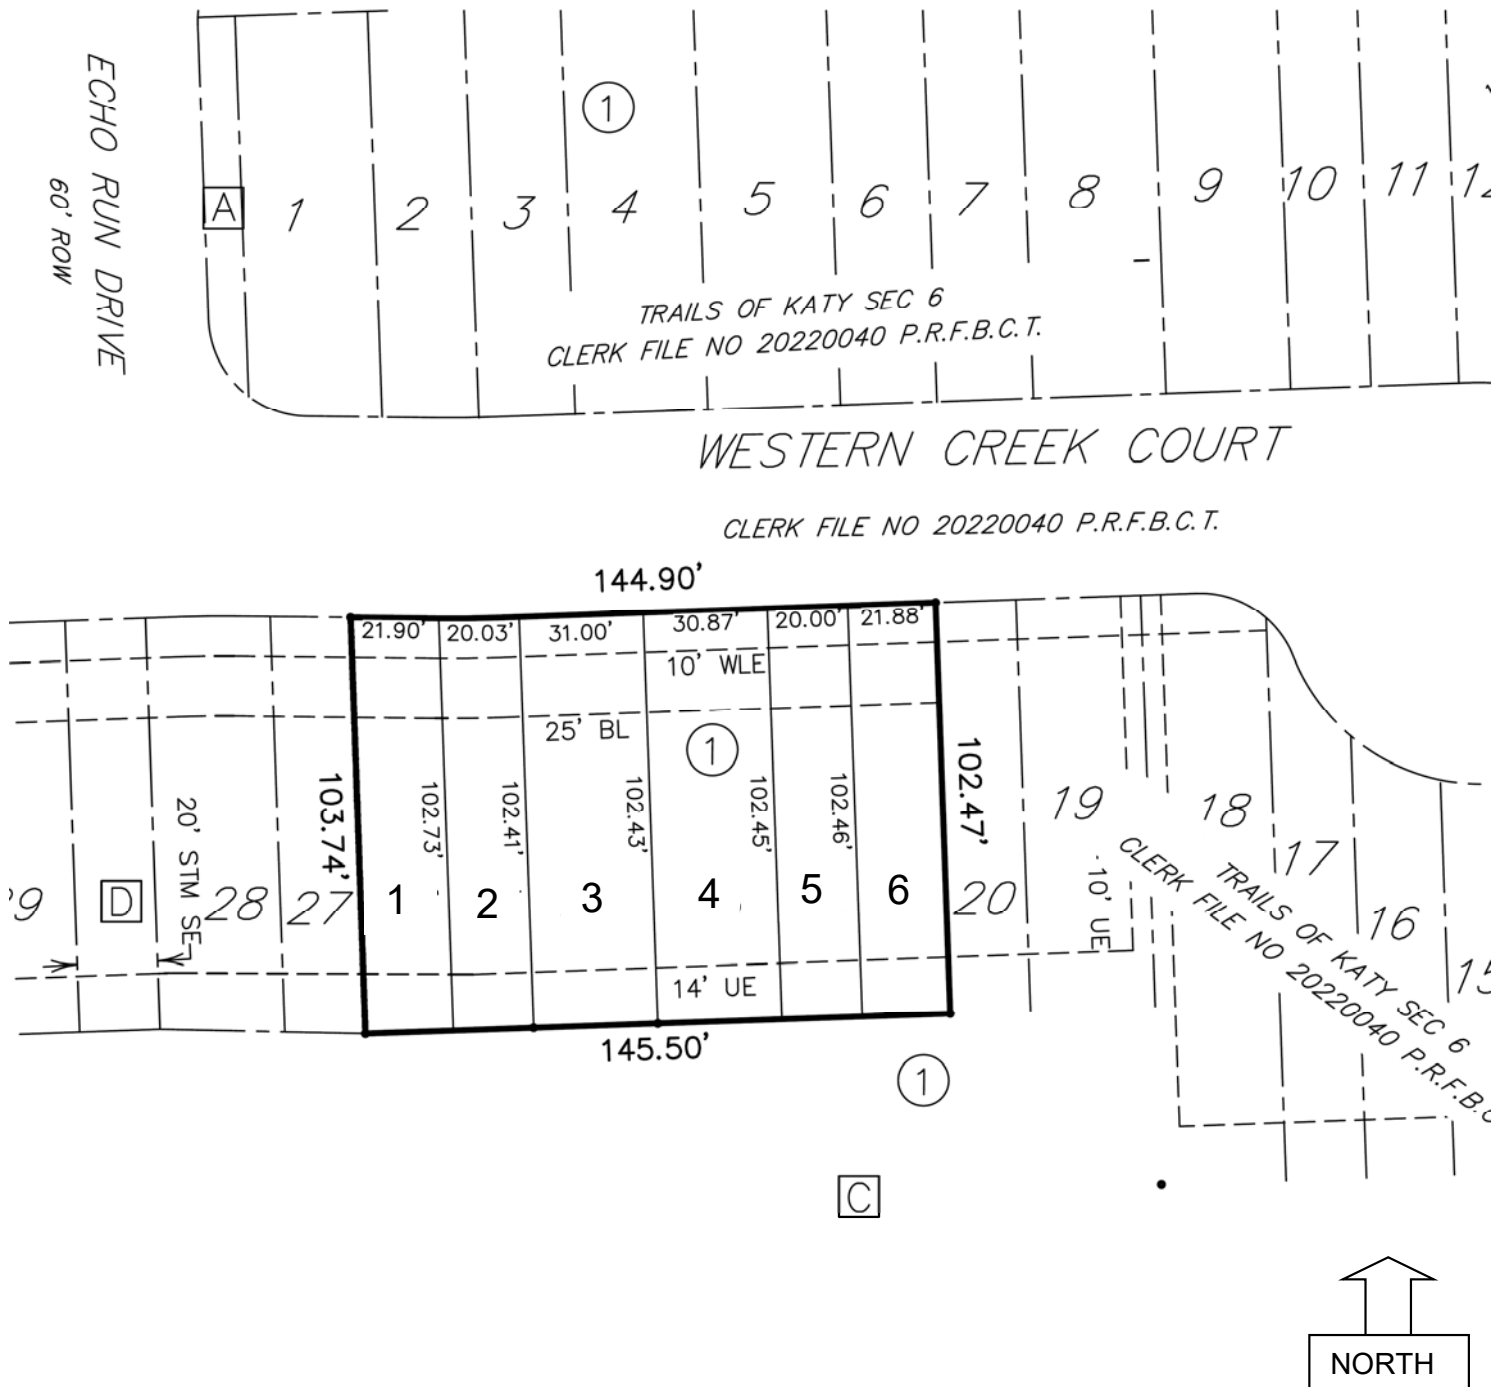 ECHO RUN DRIVE
60' ROW
A
1
1
2
3
4
5
6
7
8
9
10
11
TRAILS OF KATY SEC 6
CLERK FILE NO 20220040 P.R.F.B.C.T.
WESTERN CREEK COURT
CLERK FILE NO 20220040 P.R.F.B.C.T.
144.90'
21.90'
20.03'
31.00'
30.87'
20.00'
21.88'
10' WLE
25' BL
1
103.74'
102.73'
102.41'
102.43'
102.45'
102.46'
102.47'
D
20' STM SE
28
27
1
2
3
4
5
6
20
19
10' UE
18
17
16
15
TRAILS OF KATY SEC 6
CLERK FILE NO 20220040 P.R.F.B.C
14' UE
145.50'
1
C
NORTH